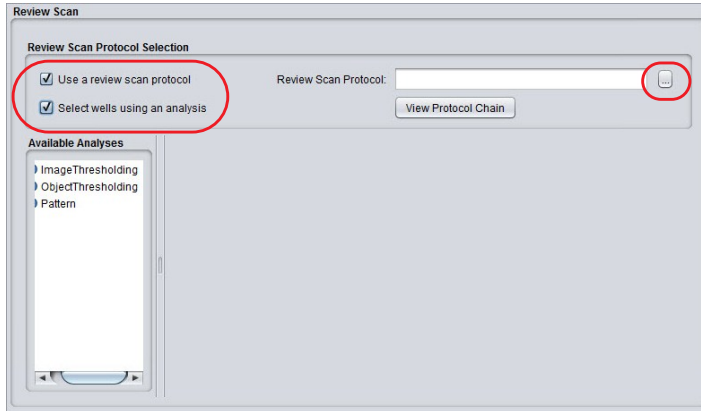 Review Scan
Review Scan Protocol Selection
Use a review scan protocol
Review Scan Protocol:
...
Select wells using an analysis
View Protocol Chain
Available Analyses
ImageThresholding
ObjectThresholding
Pattern